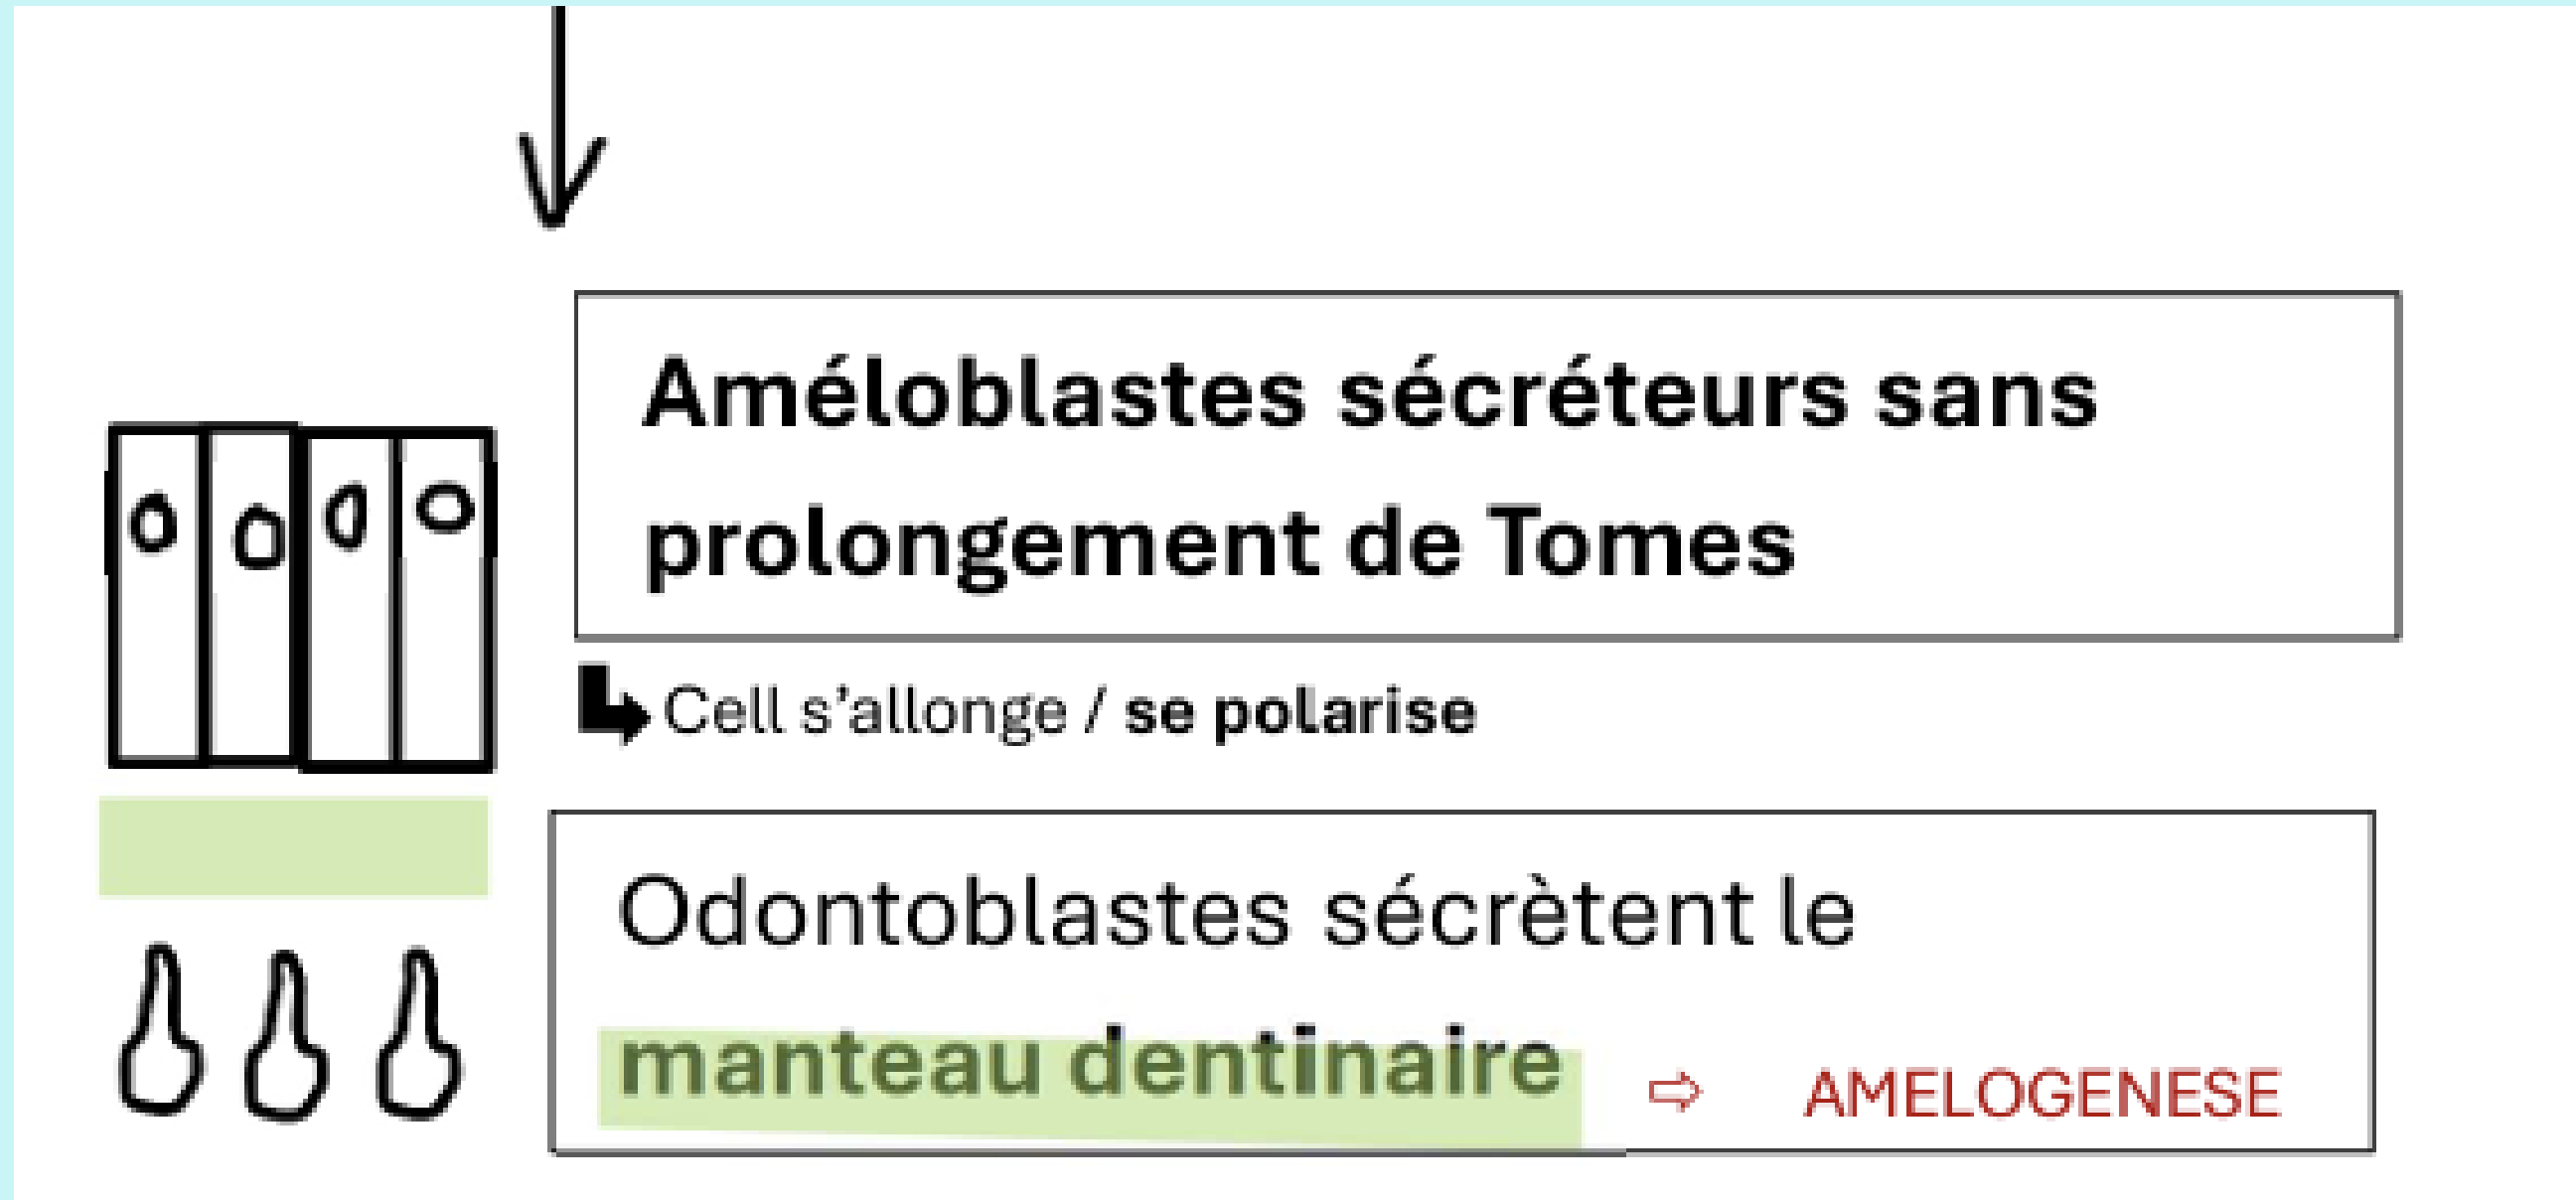 Améloblastes sécréteurs sans
prolongement de Tomes
Cell s'allonge / se polarise
Odontoblastes sécrètent le
manteau dentinaire ⇨ AMELOGENESE